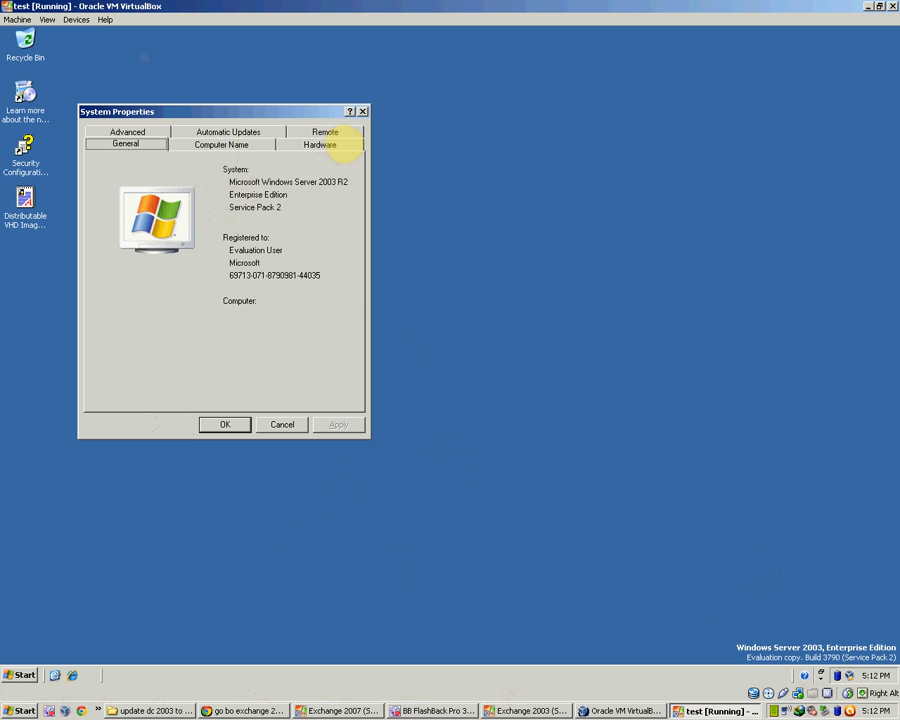 test [Running] - Oracle VM VirtualBox
Machine View Devices Help
Recycle Bin
Learn more
about the n...
Security
Configurati...
Distributable
VHD Imag...
System Properties
Advanced Automatic Updates Remote
General Computer Name Hardware
System:
Microsoft Windows Server 2003 R2
Enterprise Edition
Service Pack 2
Registered to:
Evaluation User
Microsoft
69713-071-8790981-44035
Computer:
OK Cancel Apply
Windows Server 2003, Enterprise Edition
Evaluation copy. Build 3790 (Service Pack 2)
Start 5:12 PM
Right Alt
Start update dc 2003 to ... go bo exchange 2... Exchange 2007 (S... BB FlashBack Pro 3... Exchange 2003 (S... Oracle VM VirtualB... test [Running] - ... 5:12 PM